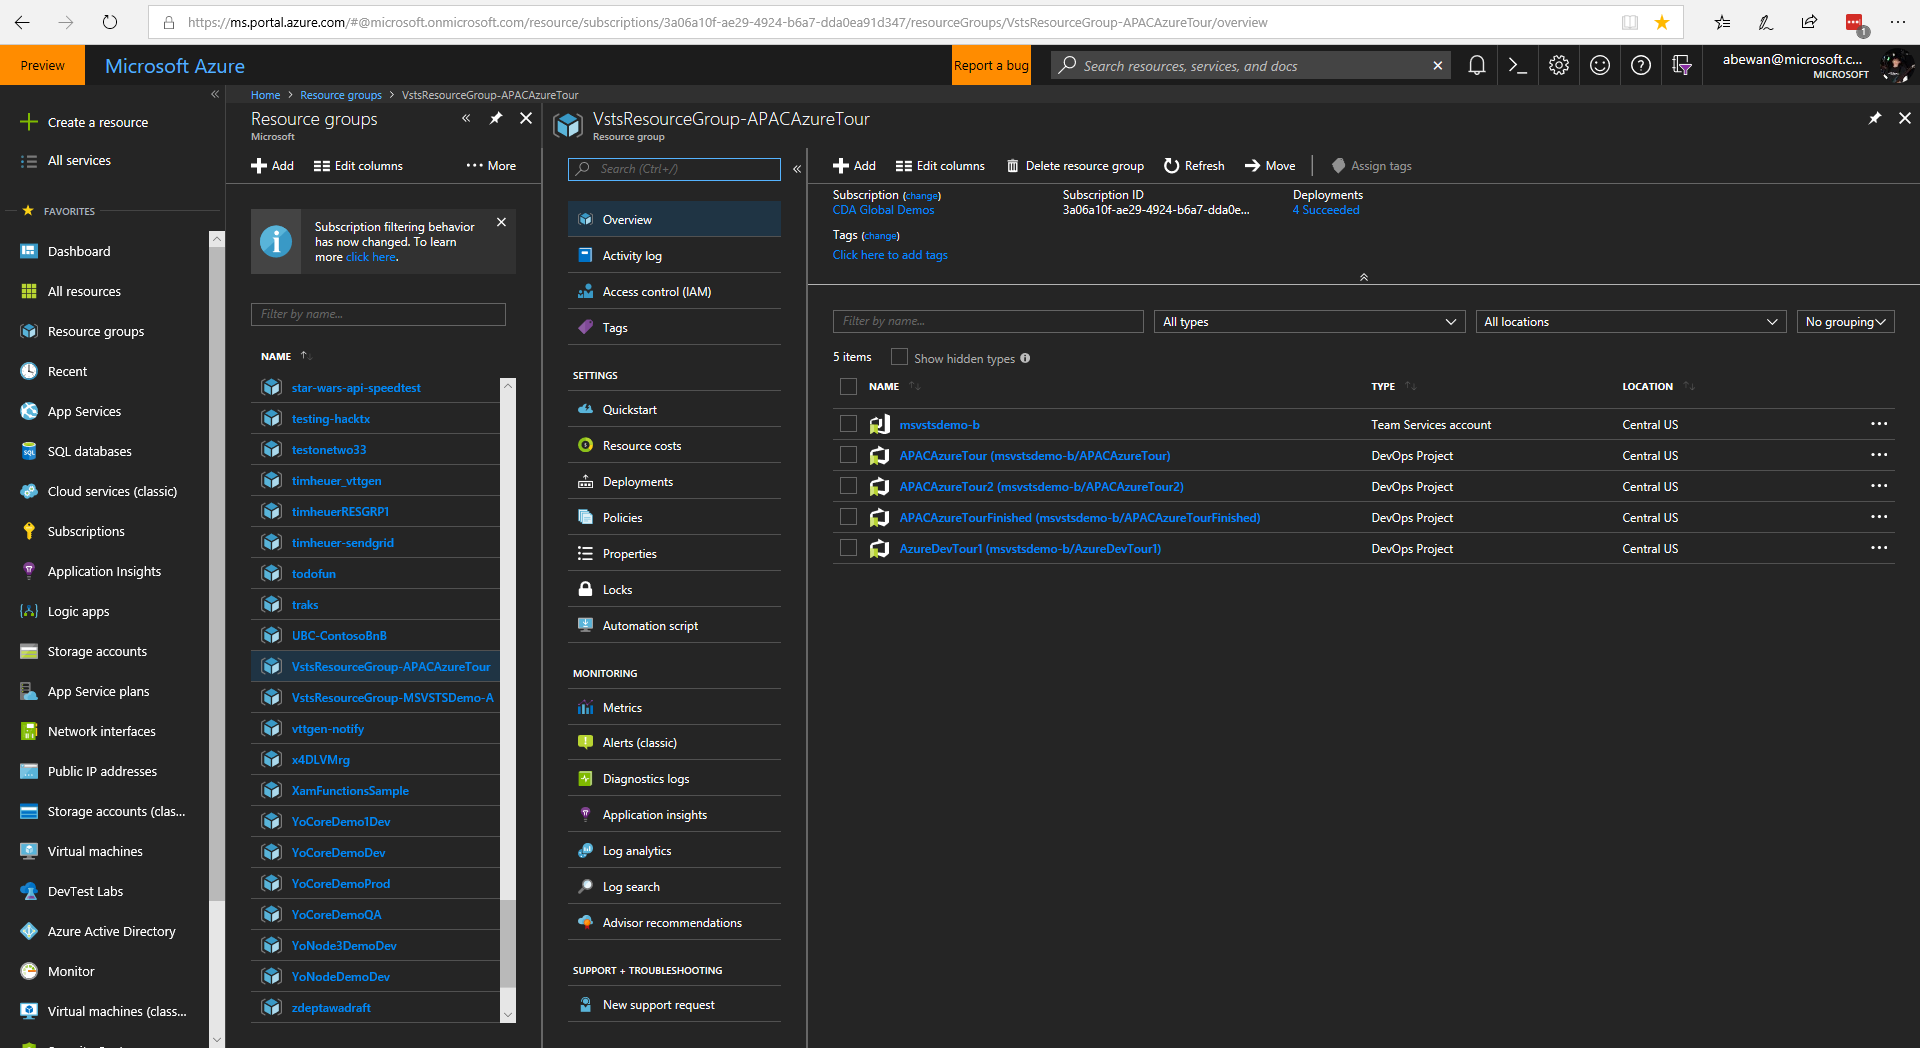 https://ms.portal.azure.com/#@microsoft.onmicrosoft.com/resource/subscriptions/3a06a10f-ae29-4924-b6a7-dda0ea91d347/resourceGroups/VstsResourceGroup-APACAzureTour/overview
1
Preview
Microsoft Azure
Report a bug
Search resources, services, and docs
abewan@microsoft.c...
MICROSOFT
Home > Resource groups > VstsResourceGroup-APACAzureTour
Create a resource
All services
FAVORITES
Dashboard
All resources
Resource groups
Recent
App Services
SQL databases
Cloud services (classic)
Subscriptions
Application Insights
Logic apps
Storage accounts
App Service plans
Network interfaces
Public IP addresses
Storage accounts (clas...
Virtual machines
DevTest Labs
Azure Active Directory
Monitor
Virtual machines (class...
Resource groups
Microsoft
Add
Edit columns
More
Subscription filtering behavior
has now changed. To learn
more click here.
Filter by name...
NAME
star-wars-api-speedtest
testing-hacktx
testonetwo33
timheuer_vttgen
timheuerRESGRP1
timheuer-sendgrid
todofun
traks
UBC-ContosoBnB
VstsResourceGroup-APACAzureTour
VstsResourceGroup-MSVSTSDemo-A
vttgen-notify
x4DLVMrg
XamFunctionsSample
YoCoreDemo1Dev
YoCoreDemoDev
YoCoreDemoProd
YoCoreDemoQA
YoNode3DemoDev
YoNodeDemoDev
zdeptawadraft
VstsResourceGroup-APACAzureTour
Resource group
Search (Ctrl+/)
Overview
Activity log
Access control (IAM)
Tags
SETTINGS
Quickstart
Resource costs
Deployments
Policies
Properties
Locks
Automation script
MONITORING
Metrics
Alerts (classic)
Diagnostics logs
Application insights
Log analytics
Log search
Advisor recommendations
SUPPORT + TROUBLESHOOTING
New support request
Add
Edit columns
Delete resource group
Refresh
Move
Assign tags
Subscription (change)
CDA Global Demos
Subscription ID
3a06a10f-ae29-4924-b6a7-dda0e...
Deployments
4 Succeeded
Tags (change)
Click here to add tags
Filter by name...
All types
All locations
No grouping
5 items
Show hidden types
NAME TYPE LOCATION
msvstsdemo-b Team Services account Central US
APACAzureTour (msvstsdemo-b/APACAzureTour) DevOps Project Central US
APACAzureTour2 (msvstsdemo-b/APACAzureTour2) DevOps Project Central US
APACAzureTourFinished (msvstsdemo-b/APACAzureTourFinished) DevOps Project Central US
AzureDevTour1 (msvstsdemo-b/AzureDevTour1) DevOps Project Central US